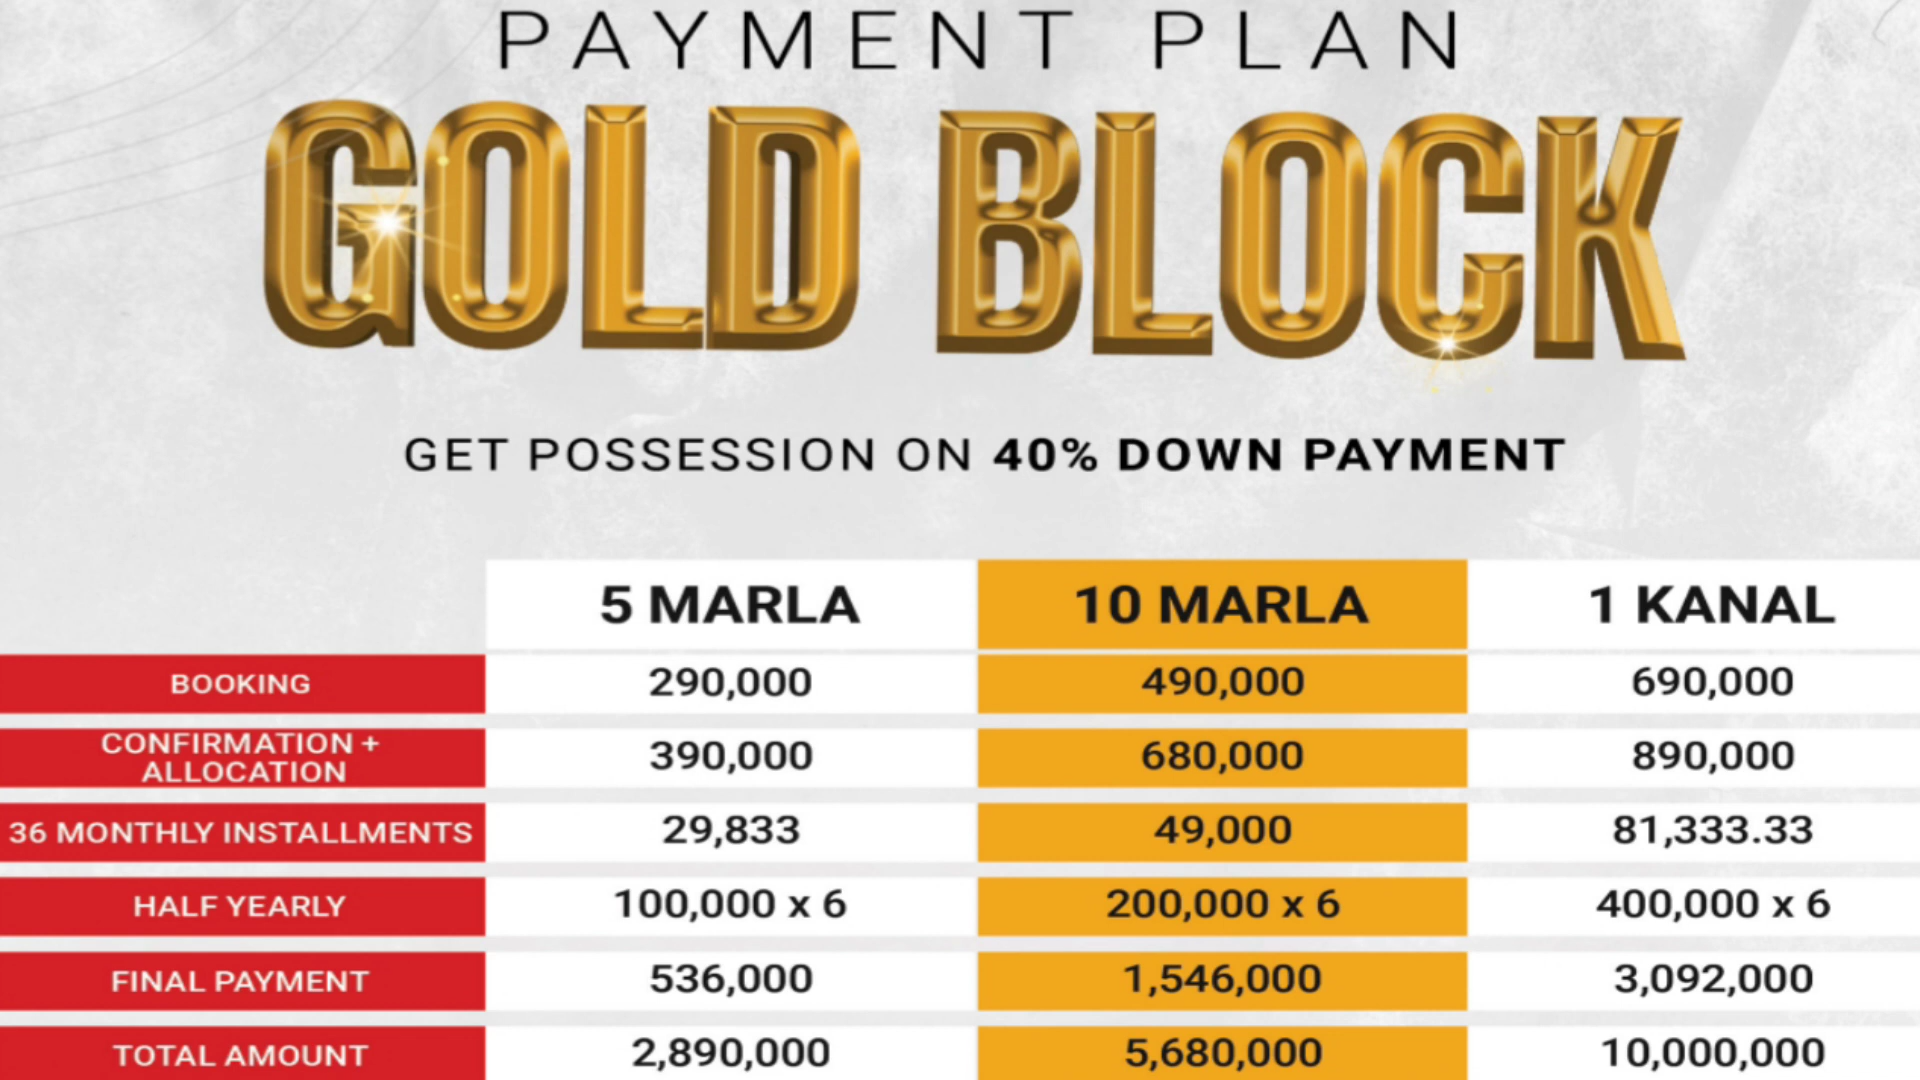 PAYMENT PLAN
GOLD BLOCK
GET POSSESSION ON 40% DOWN PAYMENT
5 MARLA 10 MARLA 1 KANAL
BOOKING 290,000 490,000 690,000
CONFIRMATION +
ALLOCATION 390,000 680,000 890,000
36 MONTHLY INSTALLMENTS 29,833 49,000 81,333.33
HALF YEARLY 100,000 x 6 200,000 x 6 400,000 x 6
FINAL PAYMENT 536,000 1,546,000 3,092,000
TOTAL AMOUNT 2,890,000 5,680,000 10,000,000